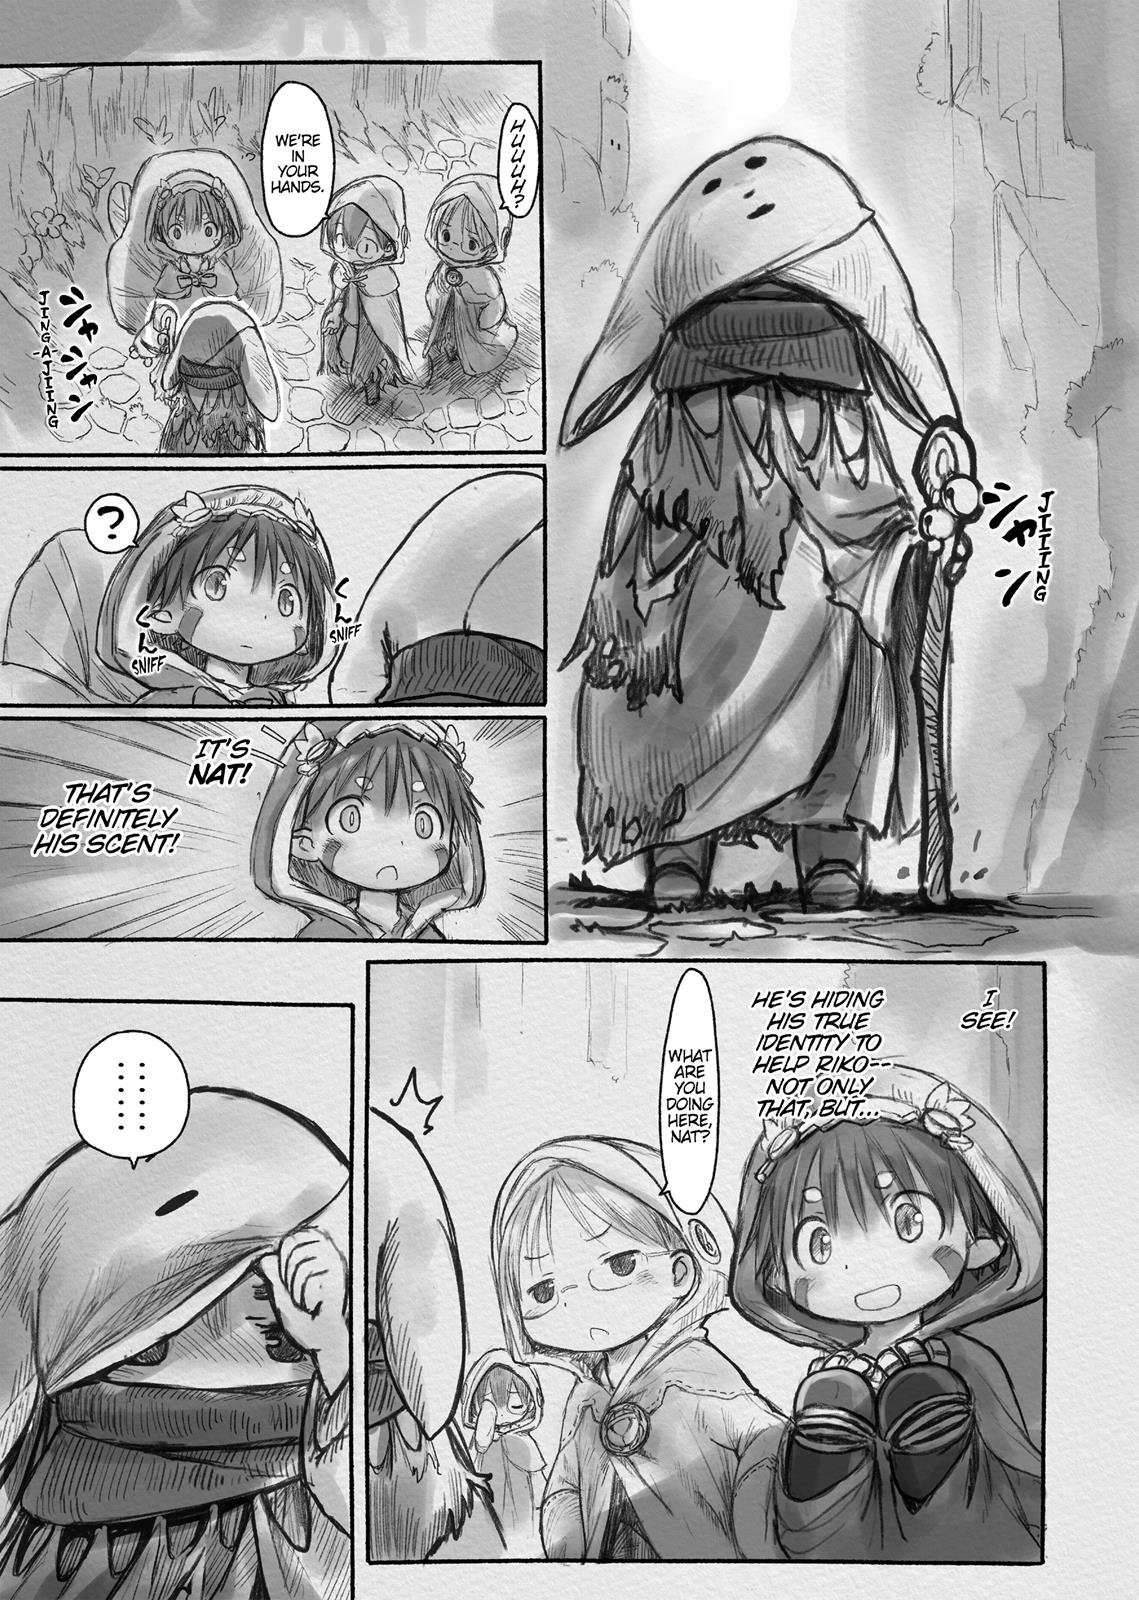 シャン
JIIING
HUUUH?
WE'RE
IN
YOUR
HANDS.
シャンシャン
JINGAJIING
?
くん
SNIFF
くん
SNIFF
IT'S
NAT!
THAT'S
DEFINITELY
HIS SCENT!
I
SEE!
HE'S HIDING
HIS TRUE
IDENTITY TO
HELP RIKO--
NOT ONLY
THAT, BUT...
WHAT
ARE
YOU
DOING
HERE,
NAT?